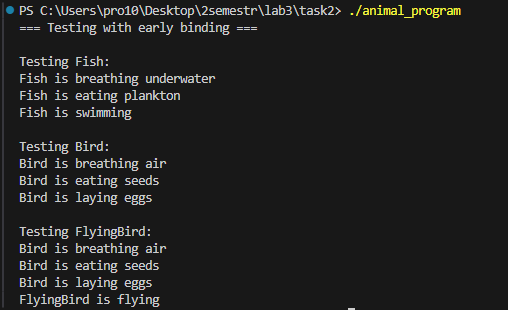 PS C:\Users\pro10\Desktop\2semestr\lab3\task2> ./animal_program
=== Testing with early binding ===
Testing Fish:
Fish is breathing underwater
Fish is eating plankton
Fish is swimming
Testing Bird:
Bird is breathing air
Bird is eating seeds
Bird is laying eggs
Testing FlyingBird:
Bird is breathing air
Bird is eating seeds
Bird is laying eggs
FlyingBird is flying